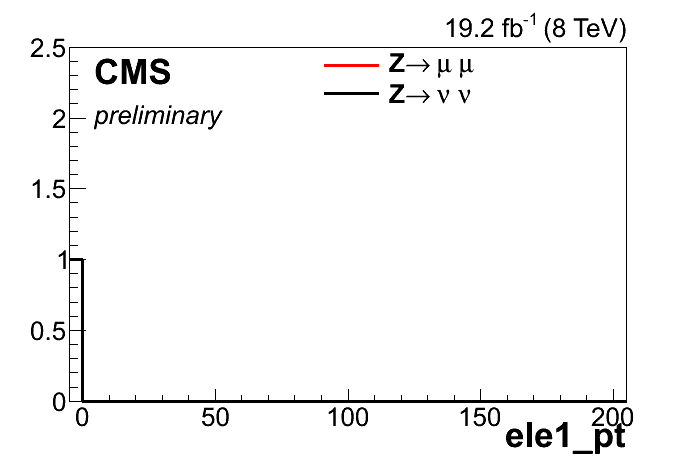 19.2 fb⁻¹ (8 TeV)
CMS
preliminary
Z→ μ μ
Z→ ν ν
2.5
2
1.5
1
0.5
0
0 50 100 150 200
ele1_pt